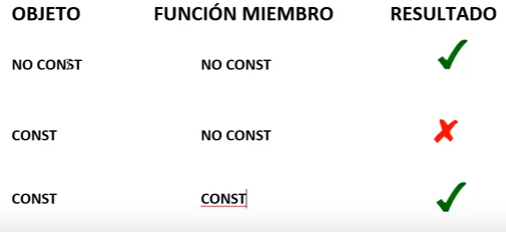 OBJETO FUNCIÓN MIEMBRO RESULTADO
NO CONST NO CONST
CONST NO CONST
CONST CONST